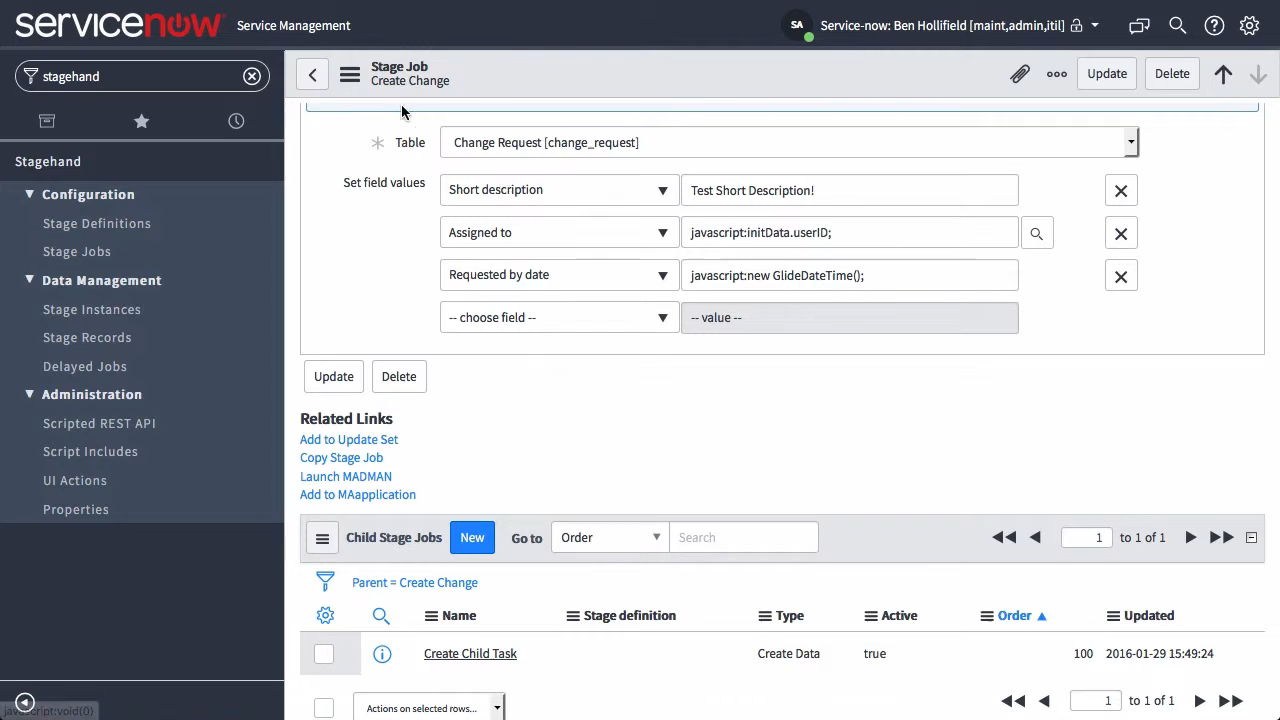 servicenow Service Management
SA Service-now: Ben Hollifield [maint,admin,itil]
stagehand
Stage Job
Create Change
Update Delete
Stagehand
Configuration
Stage Definitions
Stage Jobs
Data Management
Stage Instances
Stage Records
Delayed Jobs
Administration
Scripted REST API
Script Includes
UI Actions
Properties
javascript:void(0)
Table Change Request [change_request]
Set field values Short description Test Short Description!
Assigned to javascript:initData.userID;
Requested by date javascript:new GlideDateTime();
-- choose field -- -- value --
Update Delete
Related Links
Add to Update Set
Copy Stage Job
Launch MADMAN
Add to MAapplication
Child Stage Jobs New Go to Order Search 1 to 1 of 1
Parent = Create Change
Name Stage definition Type Active Order Updated
Create Child Task Create Data true 100 2016-01-29 15:49:24
Actions on selected rows... 1 to 1 of 1